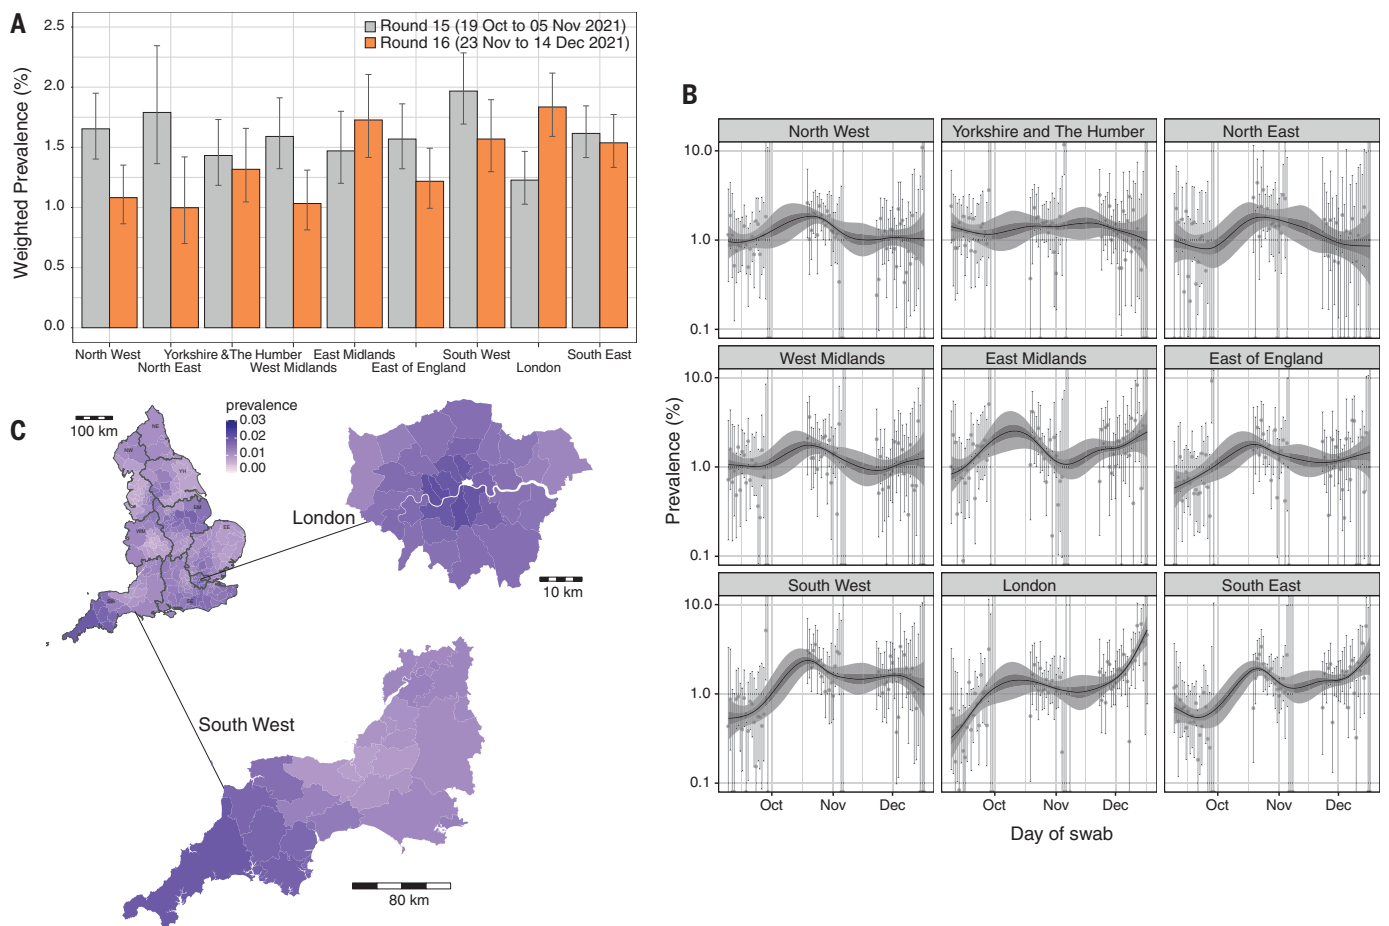 A
Weighted Prevalence (%)
2.5
2.0
1.5
1.0
0.5
0.0
Round 15 (19 Oct to 05 Nov 2021)
Round 16 (23 Nov to 14 Dec 2021)
North West
North East
Yorkshire &The Humber
West Midlands
East Midlands
East of England
South West
London
South East
B
Prevalence (%)
North West
Yorkshire and The Humber
North East
10.0
1.0
0.1
West Midlands
East Midlands
East of England
10.0
1.0
0.1
South West
London
South East
10.0
1.0
0.1
Oct Nov Dec
Oct Nov Dec
Oct Nov Dec
Day of swab
C
100 km
prevalence
0.03
0.02
0.01
0.00
NE
NW
YH
EM
WM
EE
London
10 km
South West
80 km